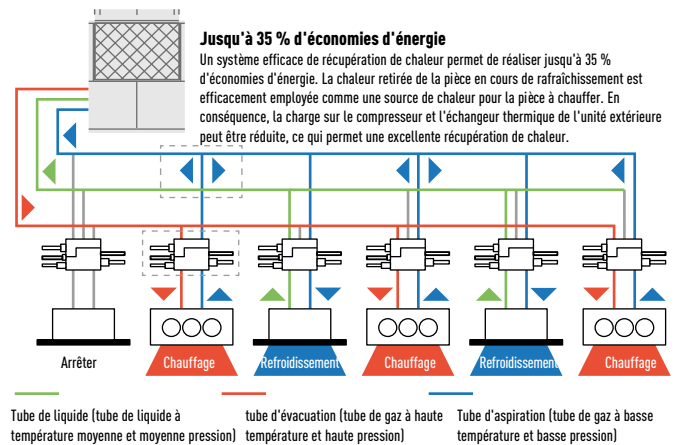 Jusqu'à 35 % d'économies d'énergie
Un système efficace de récupération de chaleur permet de réaliser jusqu'à 35 %
d'économies d'énergie. La chaleur retirée de la pièce en cours de rafraîchissement est
efficacement employée comme une source de chaleur pour la pièce à chauffer. En
conséquence, la charge sur le compresseur et l'échangeur thermique de l'unité extérieure
peut être réduite, ce qui permet une excellente récupération de chaleur.
Arrêter
Chauffage
Refroidissement
Chauffage
Refroidissement
Chauffage
Tube de liquide (tube de liquide à
température moyenne et moyenne pression)
tube d'évacuation (tube de gaz à haute
température et haute pression)
Tube d'aspiration (tube de gaz à basse
température et basse pression)